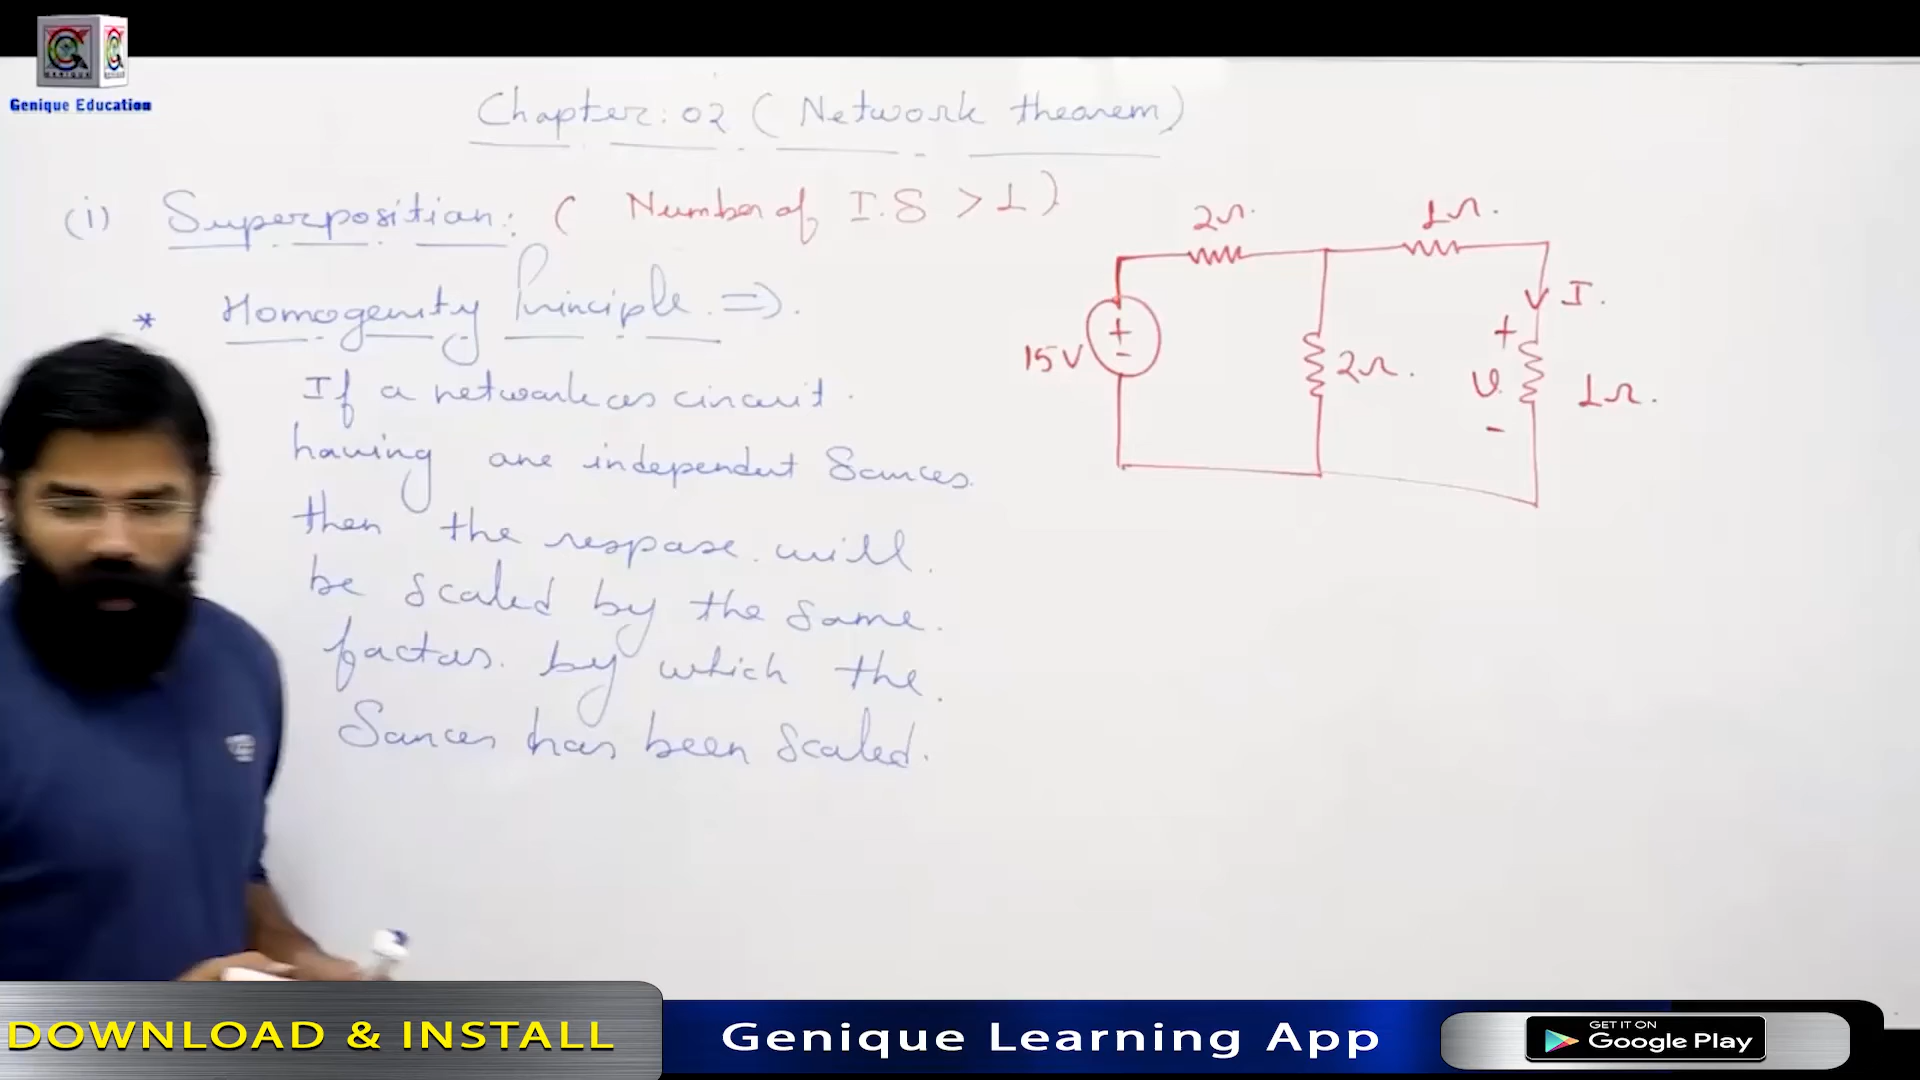 GENIQUE
Genique Education
Chapter: 02 (Network theorem)
(i) Superposition: ( Number of I.S > 1 )
* Homogenity Principle =>.
If a network or circuit.
having one independent Sources.
then the respose will.
be scaled by the same.
factor. by which the.
Sources has been scaled.
2Ω.
1Ω.
I.
15V
+
-
2Ω.
+
V.
-
1Ω.
DOWNLOAD & INSTALL
Genique Learning App
GET IT ON
Google Play